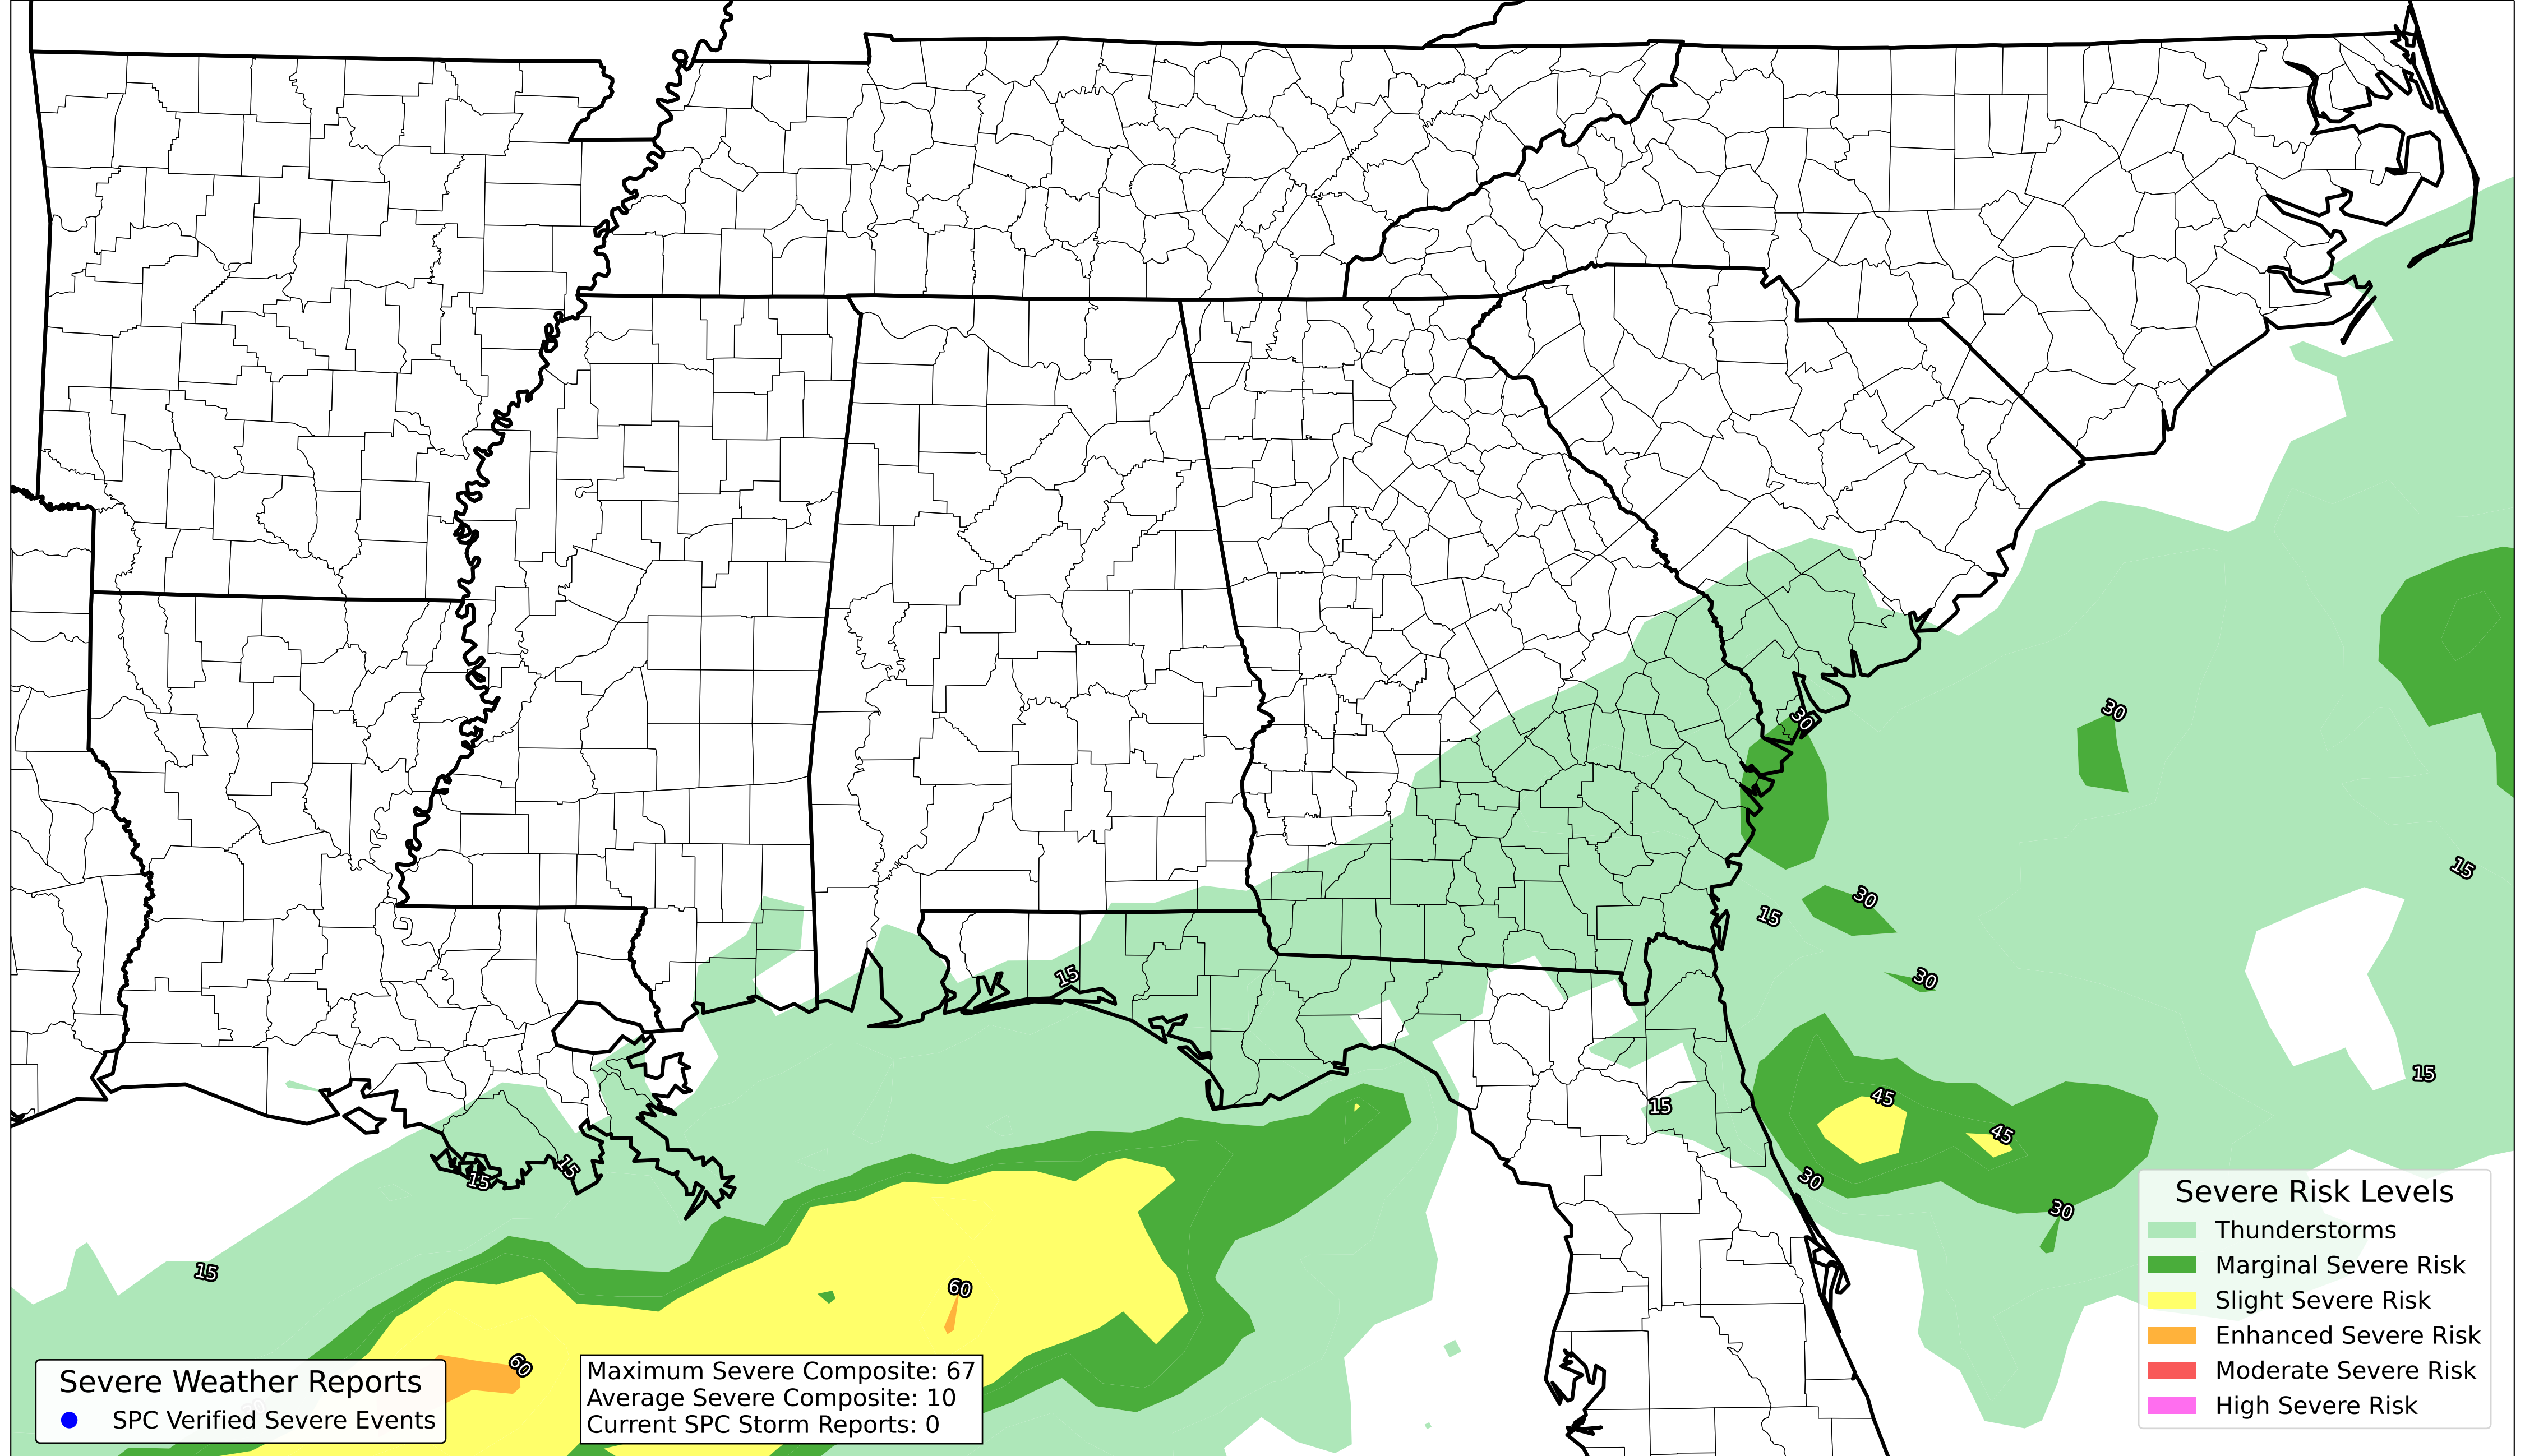 30
30
15
30
15
15
30
15
45
15
45
15
15
30
30
15
60
60
Severe Risk Levels
Thunderstorms
Marginal Severe Risk
Slight Severe Risk
Enhanced Severe Risk
Moderate Severe Risk
High Severe Risk
Severe Weather Reports
SPC Verified Severe Events
Maximum Severe Composite: 67
Average Severe Composite: 10
Current SPC Storm Reports: 0